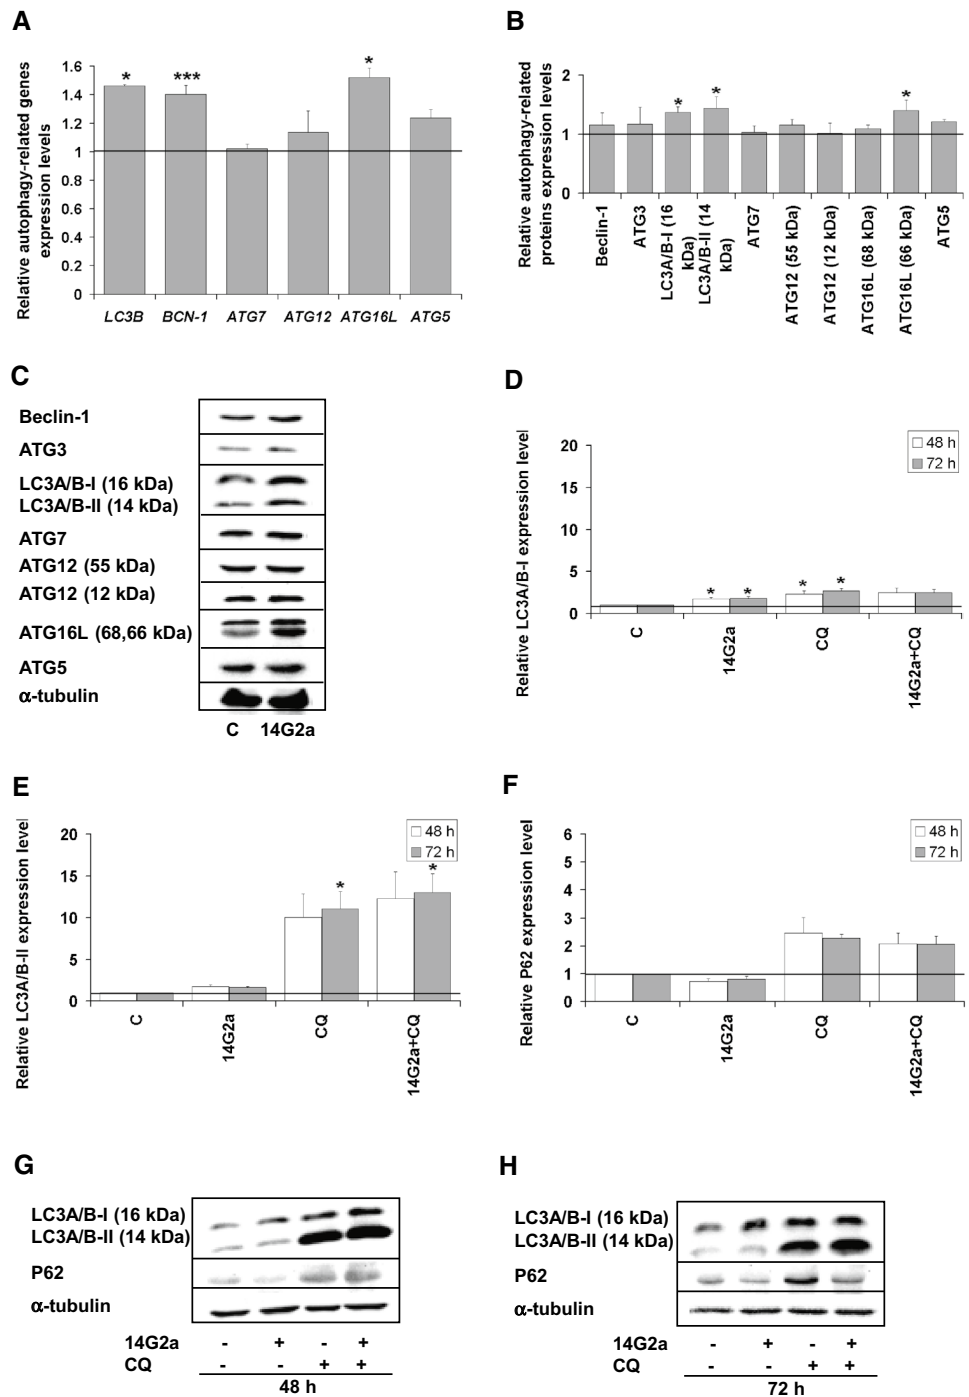 A
Relative autophagy-related genes
expression levels
1.6
1.4
1.2
1
0.8
0.6
0.4
0.2
0
*
***
*
LC3B
BCN-1
ATG7
ATG12
ATG16L
ATG5
B
Relative autophagy-related
proteins expression levels
2
1
0
*
*
*
Beclin-1
ATG3
LC3A/B-I (16
kDa)
LC3A/B-II (14
kDa)
ATG7
ATG12 (55 kDa)
ATG12 (12 kDa)
ATG16L (68 kDa)
ATG16L (66 kDa)
ATG5
C
Beclin-1
ATG3
LC3A/B-I (16 kDa)
LC3A/B-II (14 kDa)
ATG7
ATG12 (55 kDa)
ATG12 (12 kDa)
ATG16L (68,66 kDa)
ATG5
α-tubulin
C 14G2a
D
Relative LC3A/B-I expression level
20
15
10
5
0
48 h
72 h
* *
* *
C
14G2a
CQ
14G2a+CQ
E
Relative LC3A/B-II expression level
20
15
10
5
0
48 h
72 h
*
*
C
14G2a
CQ
14G2a+CQ
F
Relative P62 expression level
6
5
4
3
2
1
0
48 h
72 h
C
14G2a
CQ
14G2a+CQ
G
LC3A/B-I (16 kDa)
LC3A/B-II (14 kDa)
P62
α-tubulin
14G2a - + - +
CQ - - + +
48 h
H
LC3A/B-I (16 kDa)
LC3A/B-II (14 kDa)
P62
α-tubulin
14G2a - + - +
CQ - - + +
72 h